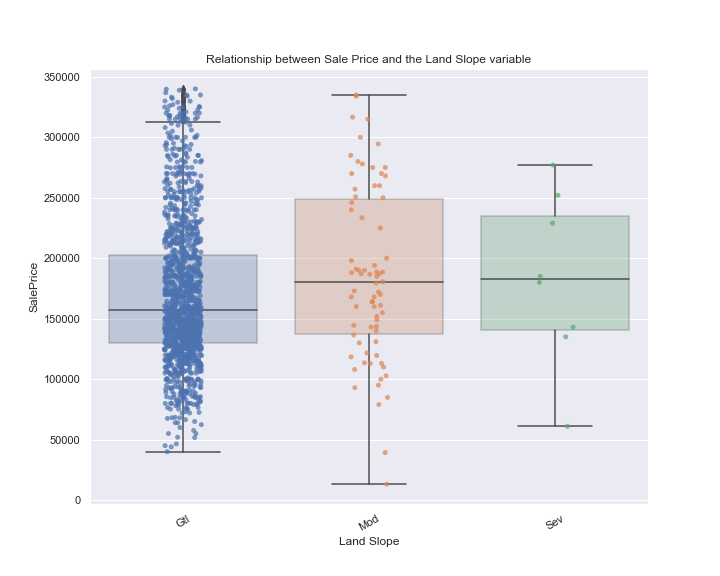 Relationship between Sale Price and the Land Slope variable
350000
300000
250000
200000
150000
100000
50000
0
SalePrice
Gtl
Mod
Sev
Land Slope